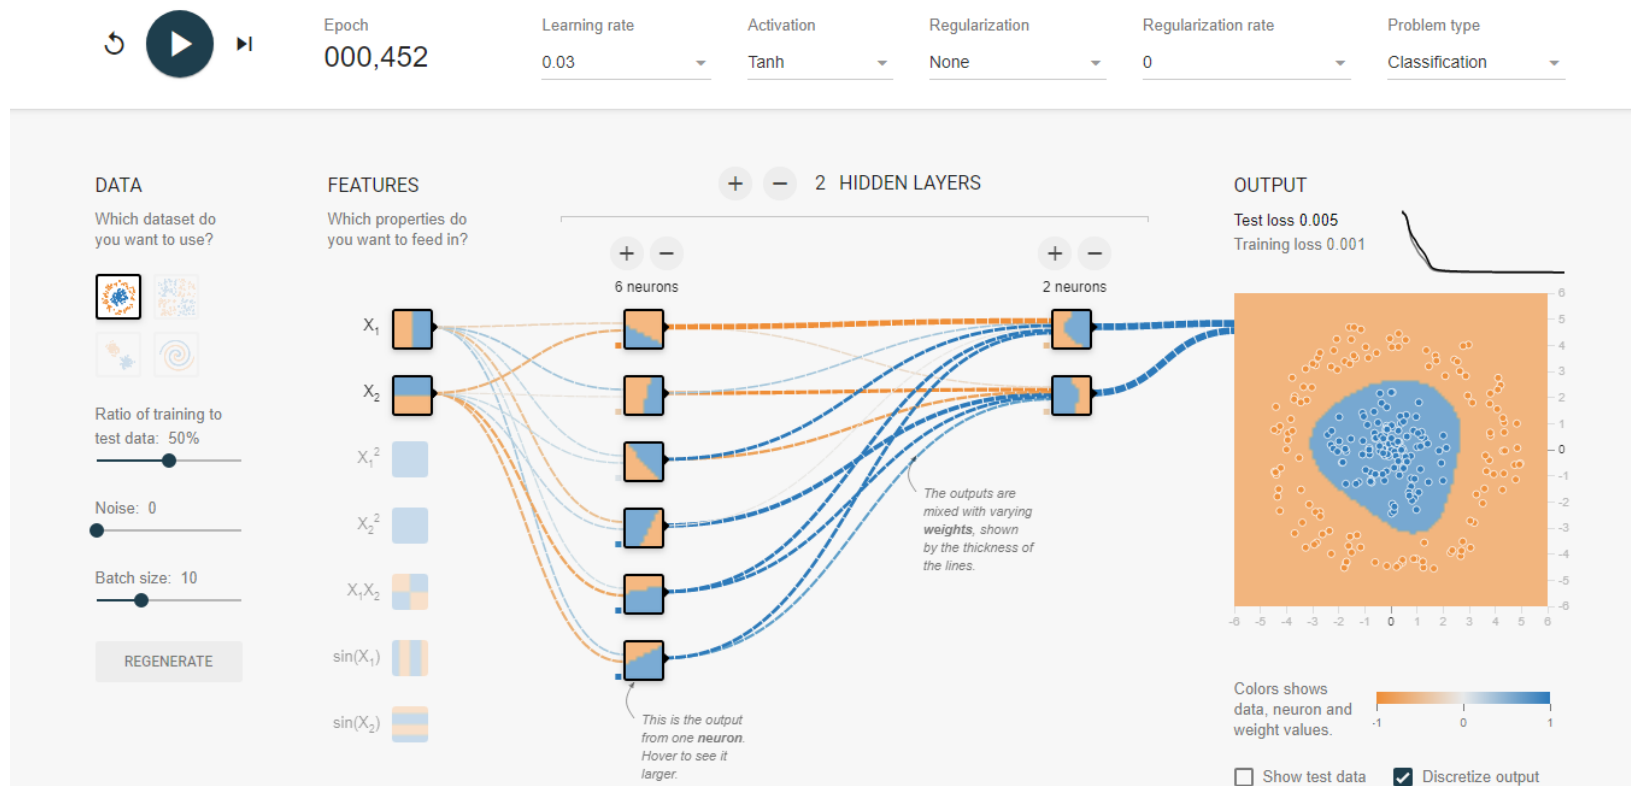 Epoch
000,452
Learning rate
0.03
Activation
Tanh
Regularization
None
Regularization rate
0
Problem type
Classification
DATA
Which dataset do
you want to use?
Ratio of training to
test data: 50%
Noise: 0
Batch size: 10
REGENERATE
FEATURES
Which properties do
you want to feed in?
X₁
X₂
X₁²
X₂²
X₁X₂
sin(X₁)
sin(X₂)
+ − 2 HIDDEN LAYERS
+ −
6 neurons
+ −
2 neurons
The outputs are
mixed with varying
weights, shown
by the thickness of
the lines.
This is the output
from one neuron.
Hover to see it
larger.
OUTPUT
Test loss 0.005
Training loss 0.001
6
5
4
3
2
1
0
-1
-2
-3
-4
-5
-6
-6 -5 -4 -3 -2 -1 0 1 2 3 4 5 6
Colors shows
data, neuron and
weight values.
-1 0 1
Show test data
Discretize output